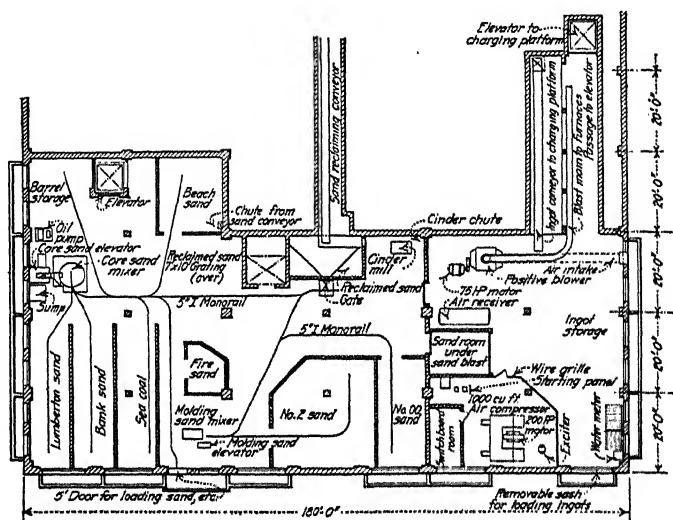 Elevator to
charging platform
Sand reclaiming conveyor
Ingot conveyor to charging platform
Blast main to furnaces
Passage to elevator
20'-0"
20'-0"
20'-0"
20'-0"
20'-0"
Barrel
storage
Elevator
Beach
sand
Chute from
sand conveyor
Cinder chute
Oil
pump
Core sand elevator
Core sand
mixer
Reclaimed sand
7'x10' Grating
(over)
Cinder
mill
Reclaimed sand
Gate
Air intake
Positive blower
75 HP motor
Air receiver
Sump
5" I Monorail
5" I Monorail
Ingot
storage
Sand room
under
sand blast
Wire grille
Starting panel
Lumberton sand
Bank sand
Sea coal
Fire
sand
Molding
sand mixer
Molding sand
elevator
No. 2 sand
No. 00
sand
1000 cu ft
Air compressor
200 HP
motor
Switchboard
room
Exciter
Water meter
5' Door for loading sand, etc.
Removable sash
for loading ingots
180'-0"